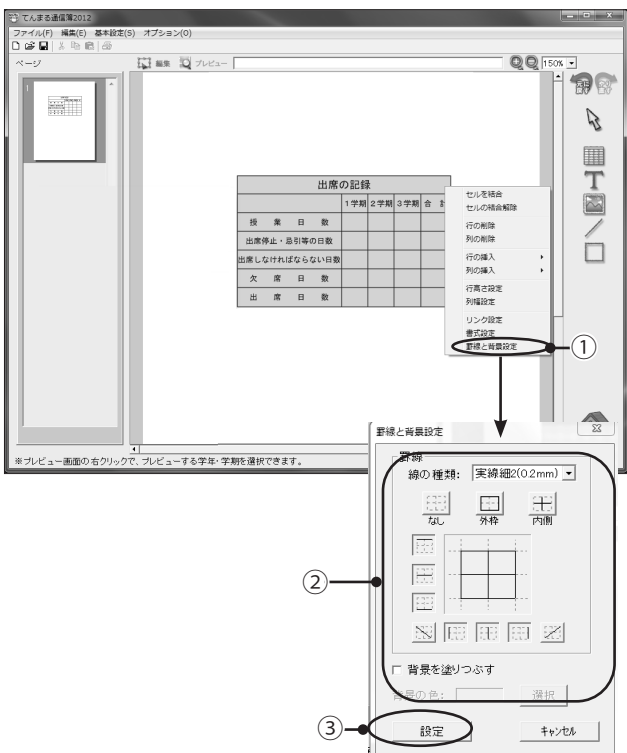 てんまる通信簿2012
ファイル(F) 編集(E) 基本設定(S) オプション(O)
ページ
編集 プレビュー
150%
1
出席の記録
1学期 2学期 3学期 合
授業日数
出席停止・忌引等の日数
出席しなければならない日数
欠席日数
出席日数
セルを結合
セルの結合解除
行の削除
列の削除
行の挿入
列の挿入
行高さ設定
列幅設定
リンク設定
書式設定
罫線と背景設定
①
※プレビュー画面の右クリックで、プレビューする学年・学期を選択できます。
罫線と背景設定
罫線
線の種類: 実線細2(0.2mm)
なし 外枠 内側
②
背景を塗りつぶす
背景の色: 選択
③
設定 キャンセル